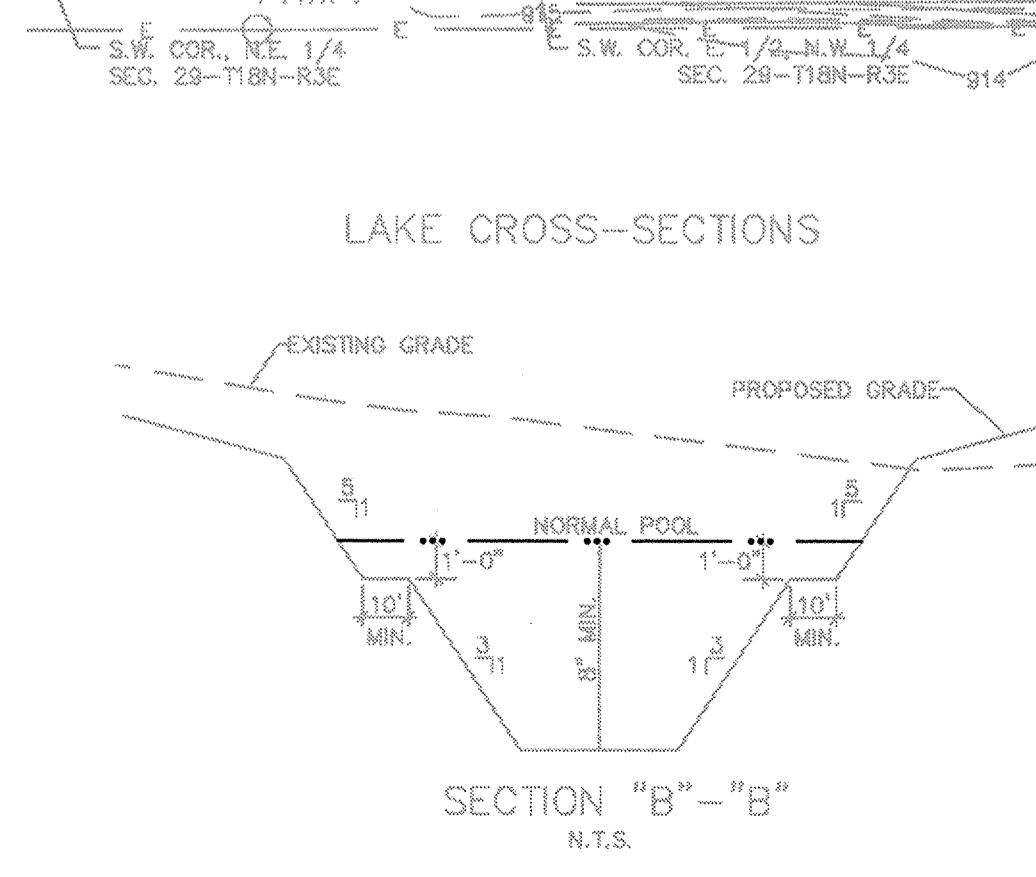 915
E E E E E
S.W. COR., N.E. 1/4
SEC. 29-T18N-R3E
S.W. COR. E 1/2, N.W. 1/4
SEC. 29-T18N-R3E
914
LAKE CROSS-SECTIONS
EXISTING GRADE
PROPOSED GRADE
5
1
5
1
NORMAL POOL
1'-0"
1'-0"
10'
MIN.
8" MIN.
10'
MIN.
3
1
3
1
SECTION "B"-"B"
N.T.S.